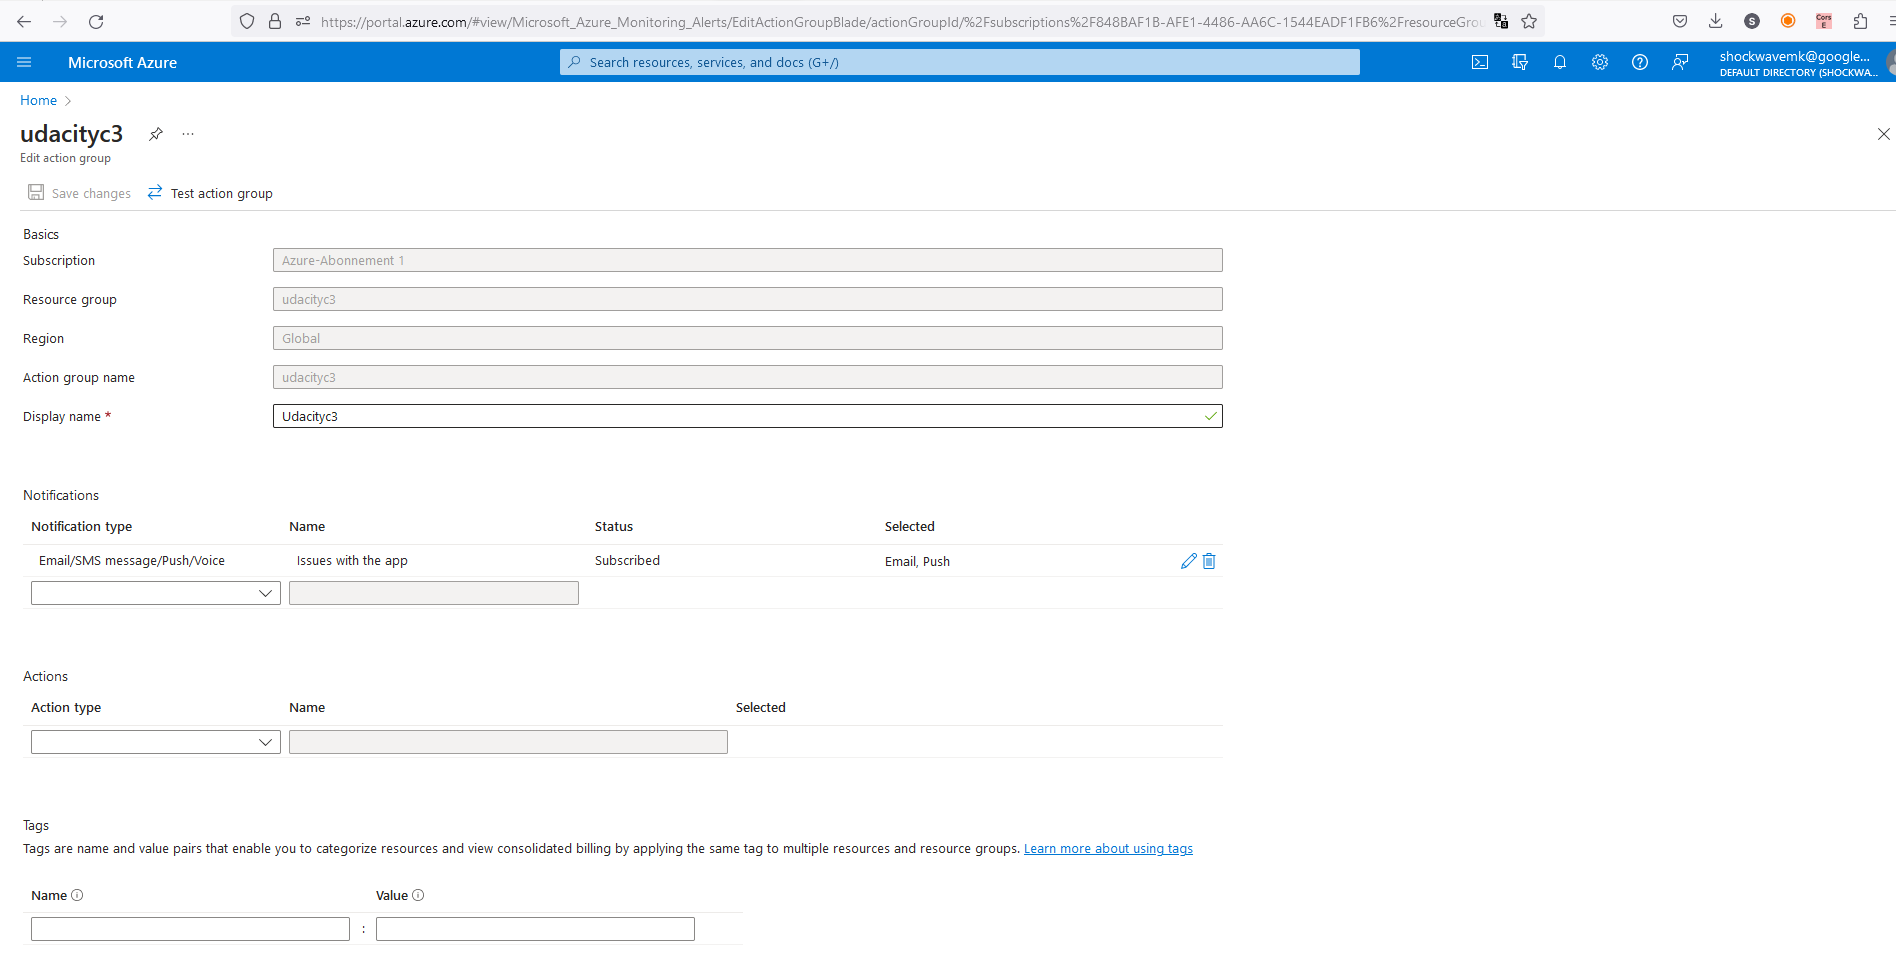 https://portal.azure.com/#view/Microsoft_Azure_Monitoring_Alerts/EditActionGroupBlade/actionGroupId/%2Fsubscriptions%2F848BAF1B-AFE1-4486-AA6C-1544EADF1FB6%2FresourceGrou
S
Cors
E
Microsoft Azure
Search resources, services, and docs (G+/)
shockwavemk@google...
DEFAULT DIRECTORY (SHOCKWA...
Home
udacityc3
...
Edit action group
Save changes
Test action group
Basics
Subscription
Azure-Abonnement 1
Resource group
udacityc3
Region
Global
Action group name
udacityc3
Display name *
Udacityc3
Notifications
Notification type Name Status Selected
Email/SMS message/Push/Voice Issues with the app Subscribed Email, Push
Actions
Action type Name Selected
Tags
Tags are name and value pairs that enable you to categorize resources and view consolidated billing by applying the same tag to multiple resources and resource groups. Learn more about using tags
Name Value
: